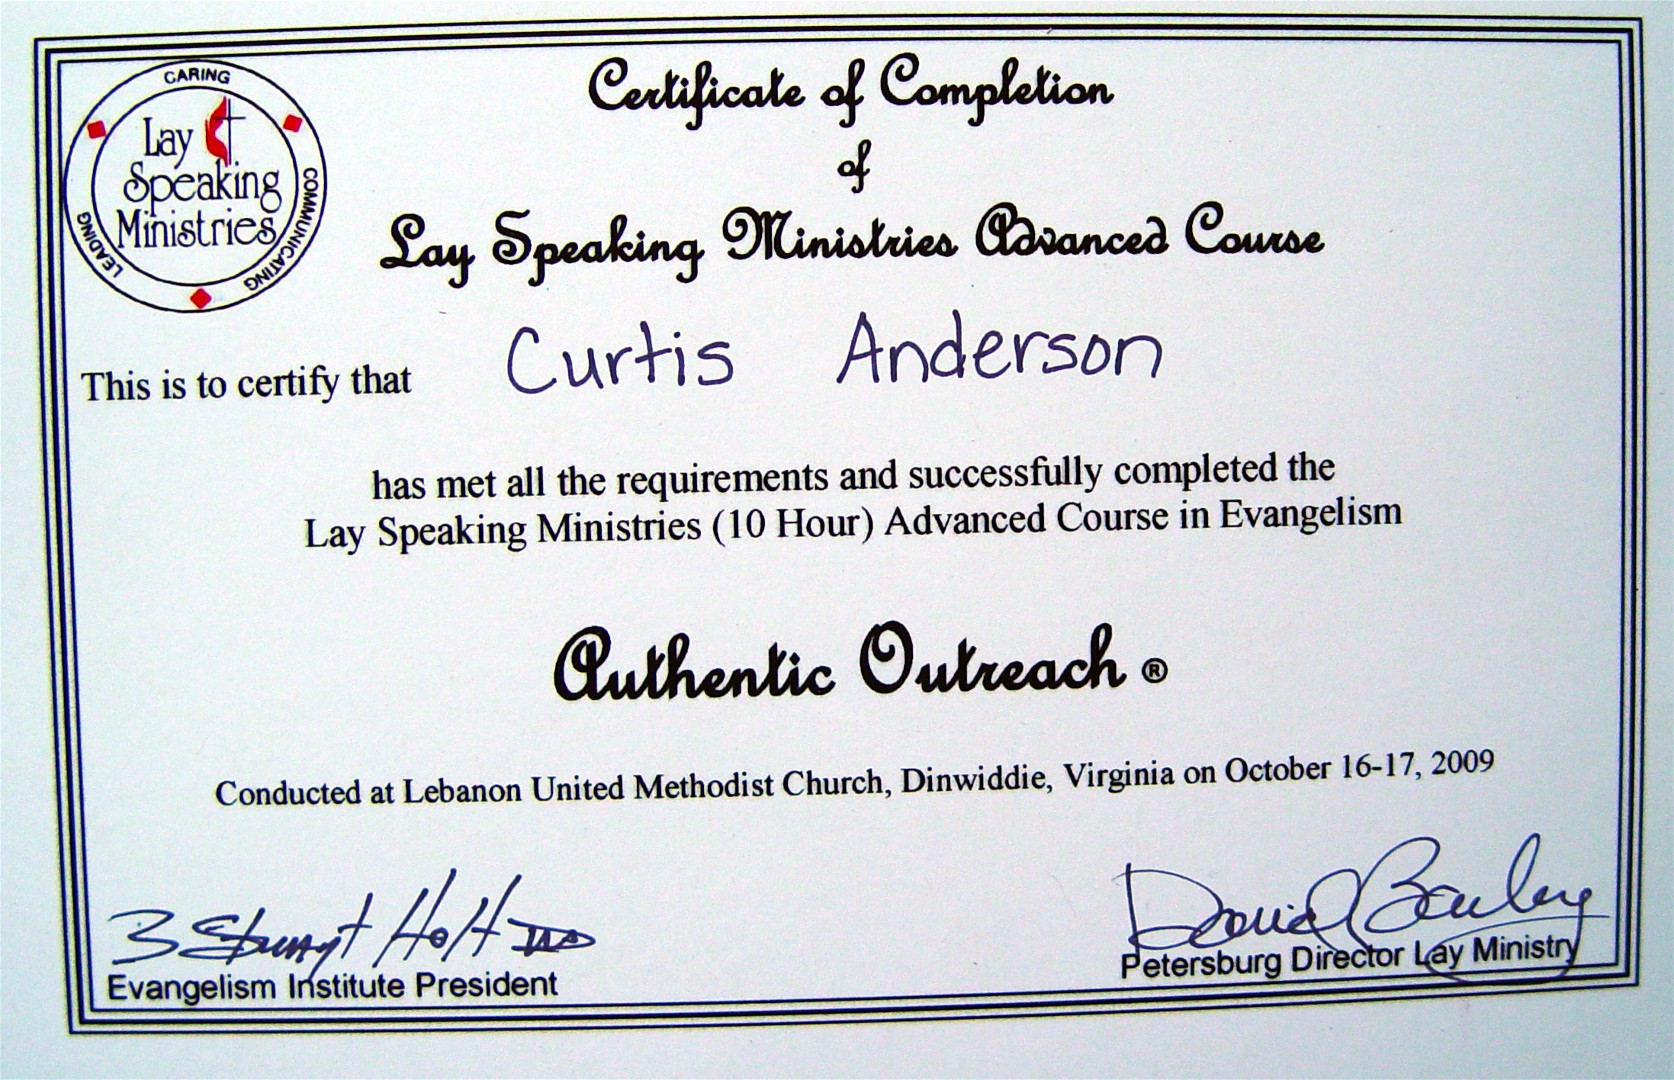 CARING
COMMUNICATING
LEADING
Lay
Speaking
Ministries
Certificate of Completion
of
Lay Speaking Ministries Advanced Course
This is to certify that Curtis Anderson
has met all the requirements and successfully completed the
Lay Speaking Ministries (10 Hour) Advanced Course in Evangelism
Authentic Outreach ®
Conducted at Lebanon United Methodist Church, Dinwiddie, Virginia on October 16-17, 2009
Holt
David
Evangelism Institute President
Petersburg Director Lay Ministry